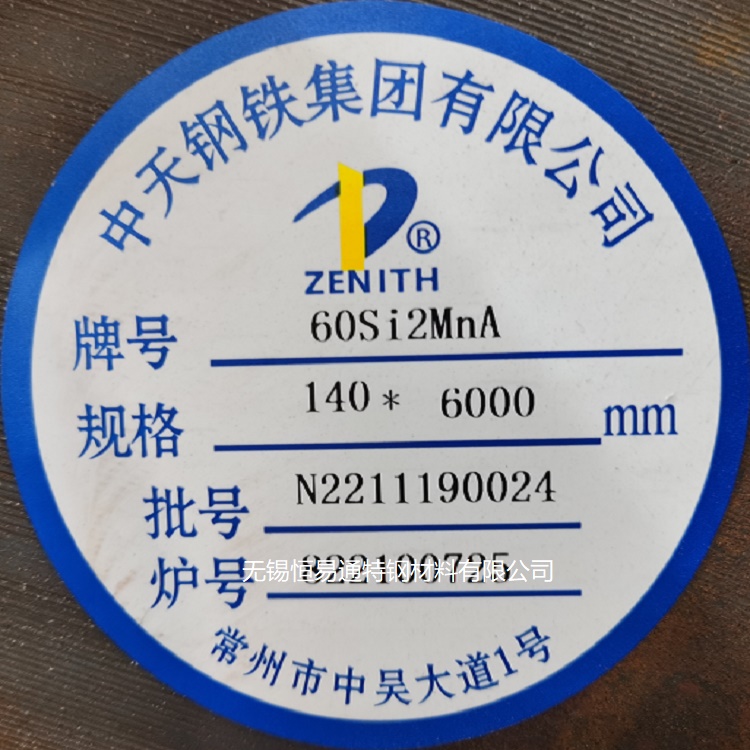 中天钢铁集团有限公司
®
ZENITH
牌号 60Si2MnA
规格 140* 6000 mm
批号 N2211190024
炉号
无锡恒易通特钢材料有限公司
常州市中吴大道1号